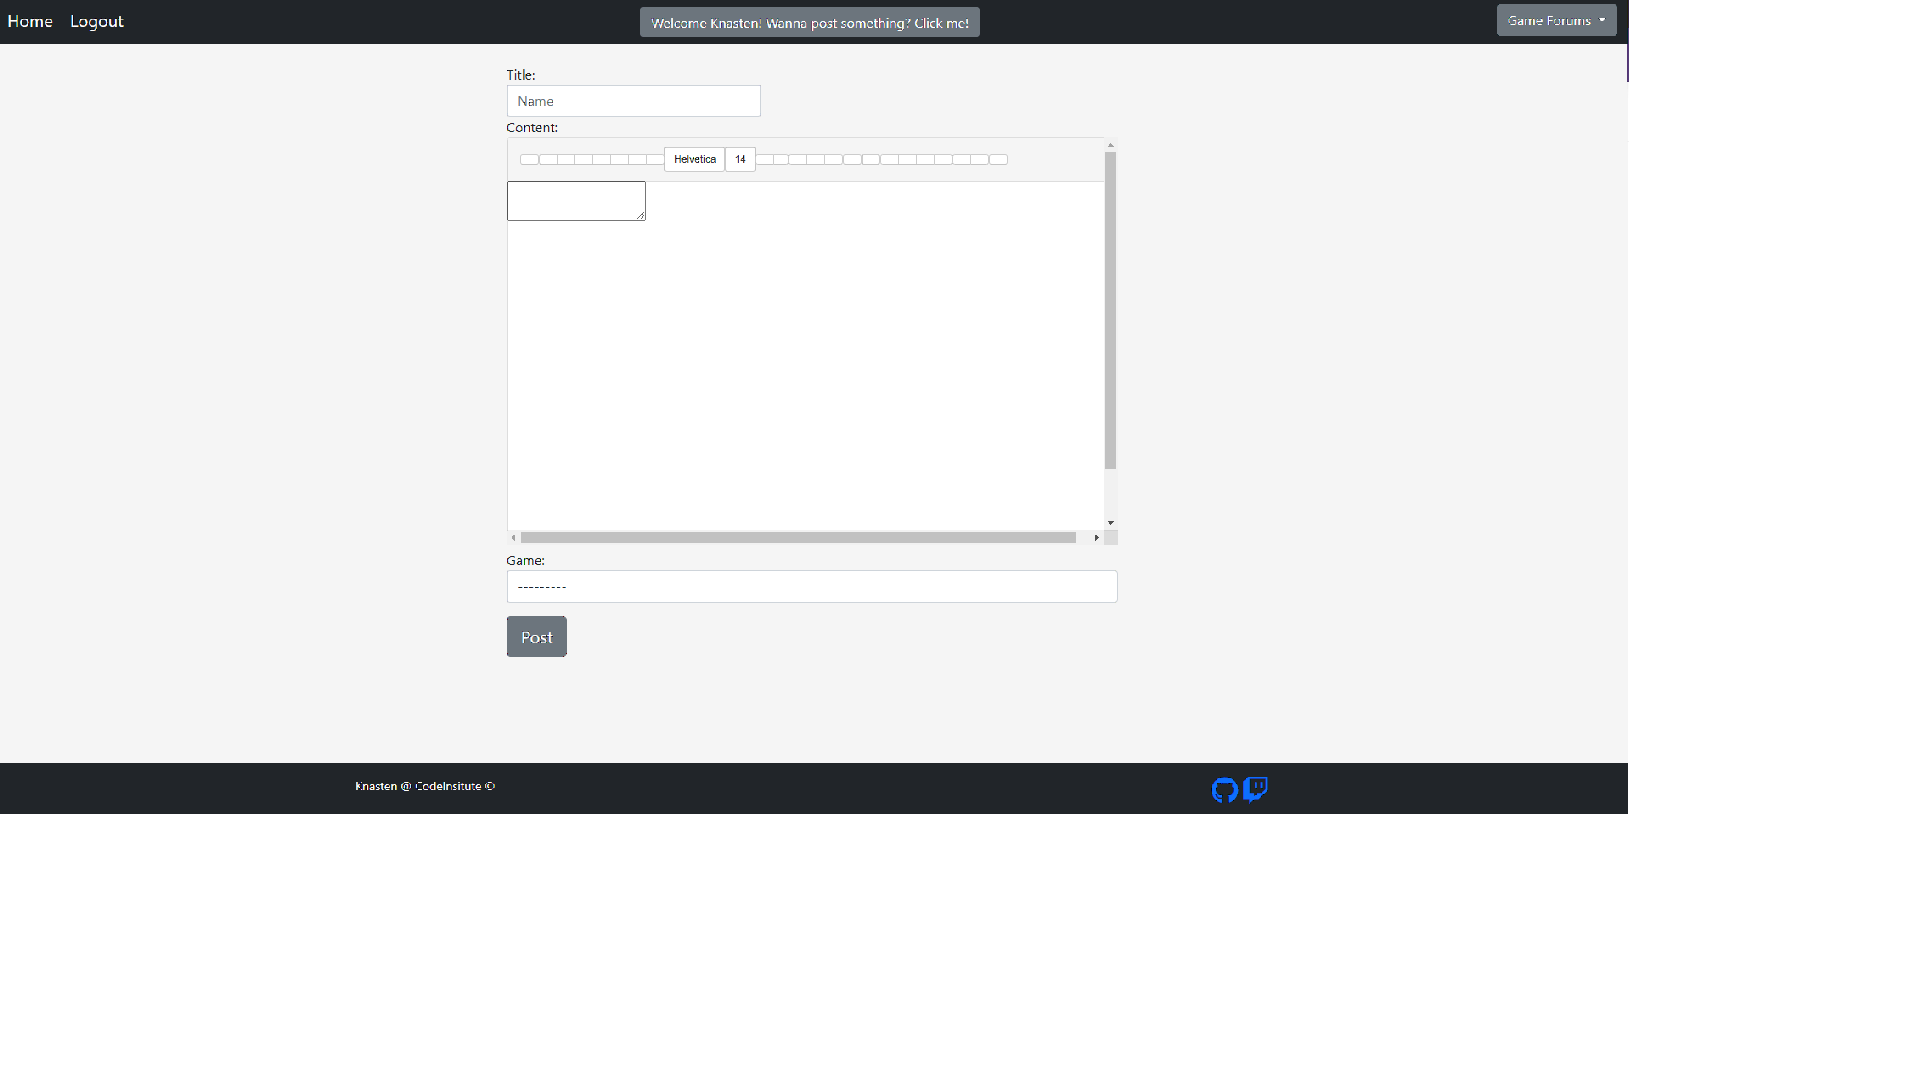 Home Logout Welcome Knasten! Wanna post something? Click me! Game Forums
Title:
Name
Content:
Helvetica 14
Game:
---------
Post
Knasten @ CodeInsitute ©